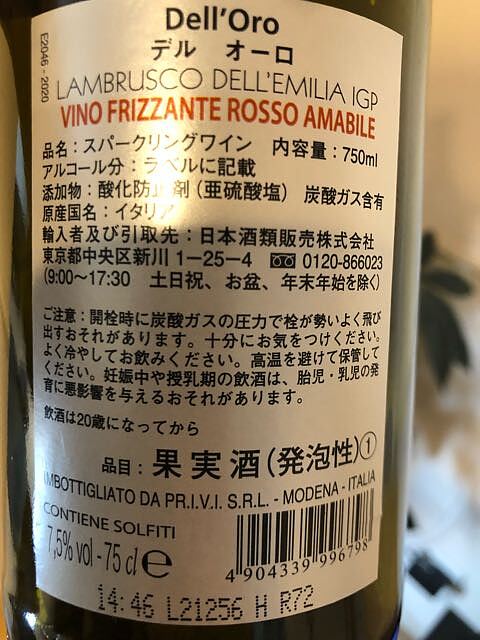 E2046 - 2020
Dell'Oro
デル オーロ
LAMBRUSCO DELL'EMILIA IGP
VINO FRIZZANTE ROSSO AMABILE
品名：スパークリングワイン 内容量：750ml
アルコール分：ラベルに記載
添加物：酸化防止剤（亜硫酸塩） 炭酸ガス含有
原産国名：イタリア
輸入者及び引取先：日本酒類販売株式会社
東京都中央区新川 1－25－4 0120-866023
(9:00～17:30 土日祝、お盆、年末年始を除く)
ご注意：開栓時に炭酸ガスの圧力で栓が勢いよく飛び
出すおそれがあります。十分にお気をつけください。
よく冷やしてお飲みください。高温を避けて保管して
ください。妊娠中や授乳期の飲酒は、胎児・乳児の発
育に悪影響を与えるおそれがあります。
飲酒は20歳になってから
品目：果実酒（発泡性）①
IMBOTTIGLIATO DA P.R.I.V.I. S.R.L. - MODENA - ITALIA
CONTIENE SOLFITI
7,5% vol - 75 cl e
4 904339 996798
14:46 L21256 H R72